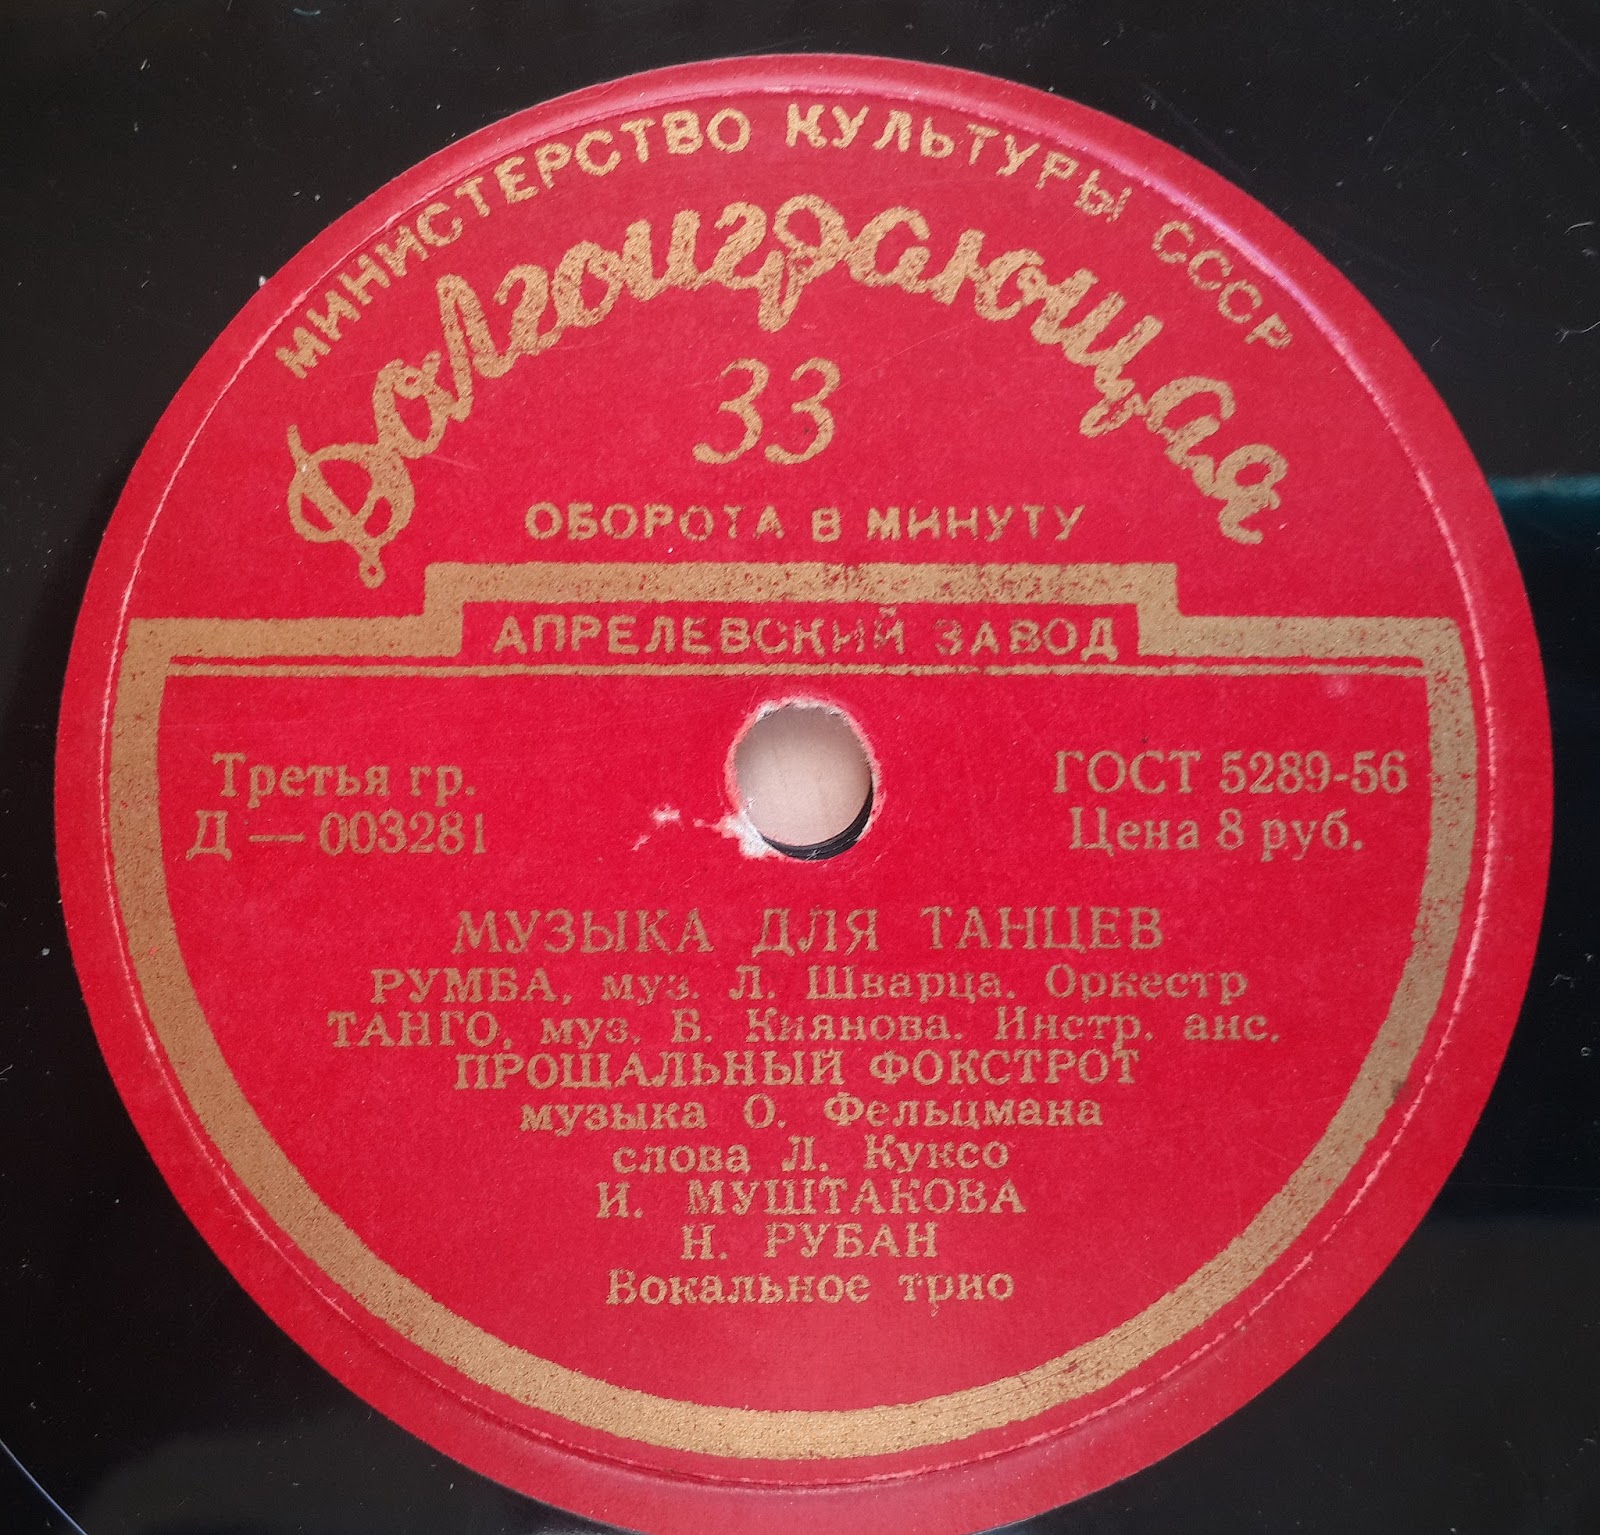 МИНИСТЕРСТВО КУЛЬТУРЫ СССР
Долгоиграющая
33
ОБОРОТА В МИНУТУ
АПРЕЛЕВСКИЙ ЗАВОД
Третья гр.
Д — 003281
ГОСТ 5289-56
Цена 8 руб.
МУЗЫКА ДЛЯ ТАНЦЕВ
РУМБА, муз. Л. Шварца. Оркестр
ТАНГО, муз. Б. Киянова. Инстр. анс.
ПРОЩАЛЬНЫЙ ФОКСТРОТ
музыка О. Фельцмана
слова Л. Куксо
И. МУШТАКОВА
Н. РУБАН
Вокальное трио